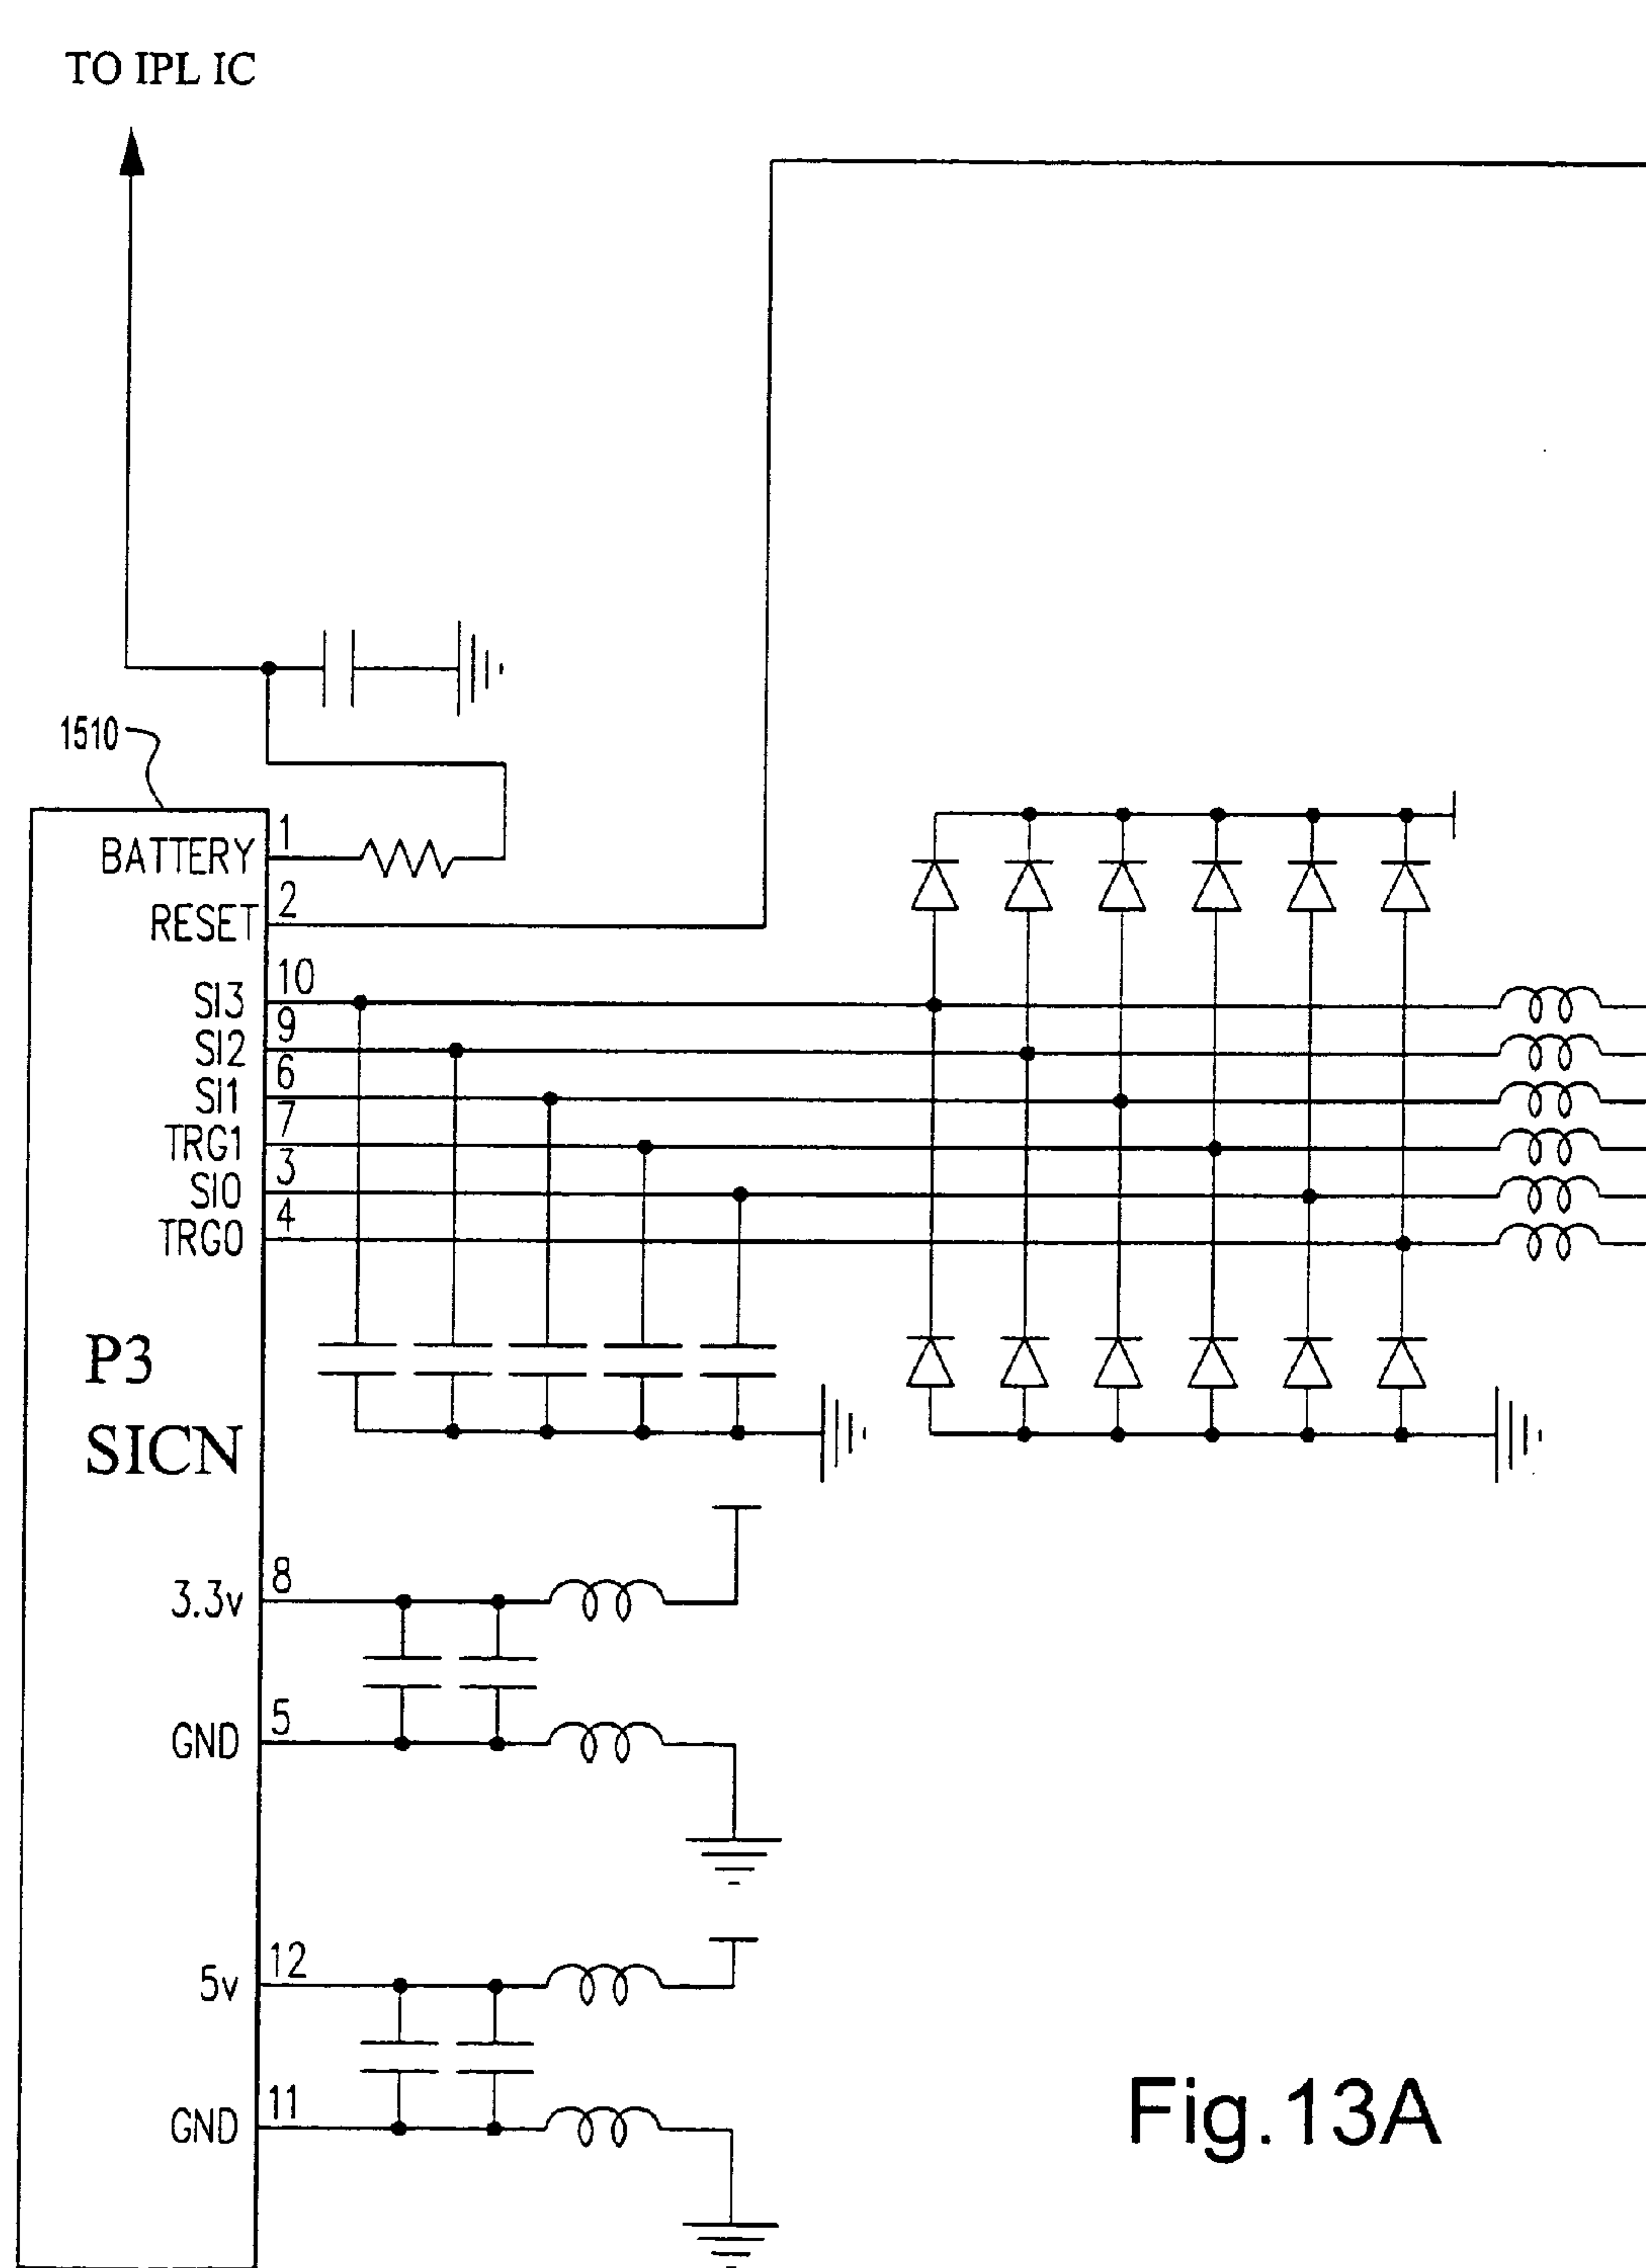 TO IPL IC
1510
1
BATTERY
2
RESET
10
SI3
9
SI2
6
SI1
7
TRG1
3
SI0
4
TRG0
P3
SICN
8
3.3v
5
GND
12
5v
11
GND
Fig.13A